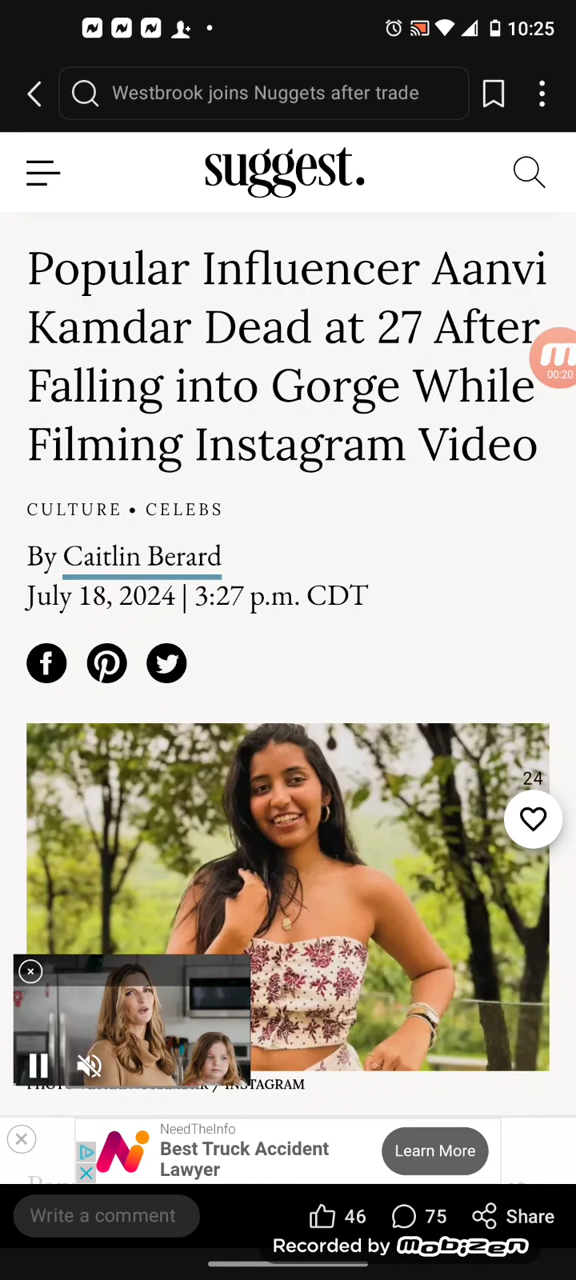 10:25
Westbrook joins Nuggets after trade
suggest.
Popular Influencer Aanvi
Kamdar Dead at 27 After
Falling into Gorge While
Filming Instagram Video
00:20
CULTURE • CELEBS
By Caitlin Berard
July 18, 2024 | 3:27 p.m. CDT
24
/ INSTAGRAM
NeedTheInfo
Best Truck Accident
Lawyer
Learn More
Write a comment
46
75
Share
Recorded by mobizen